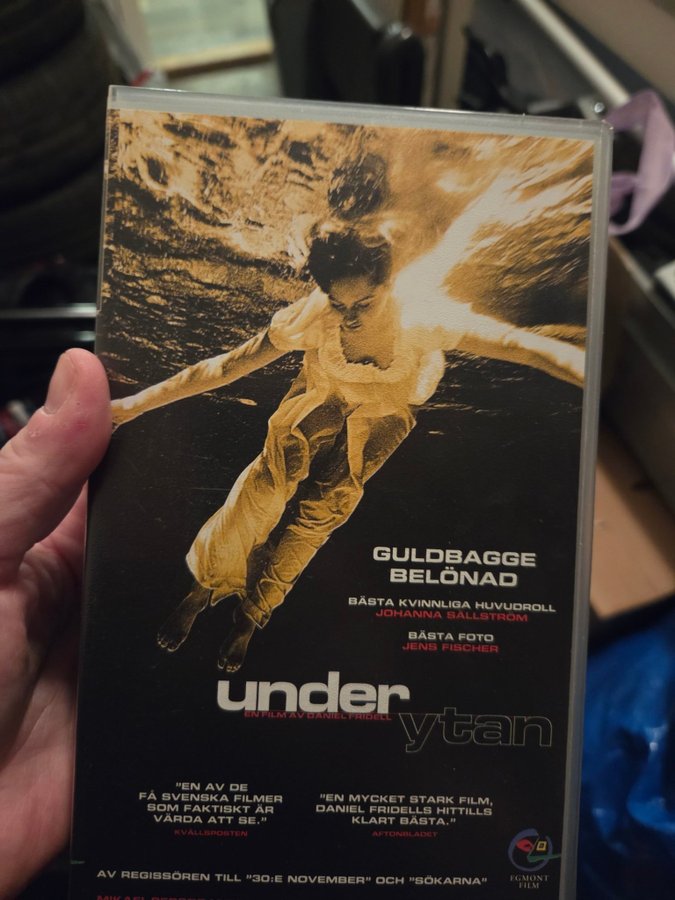 GULDBAGGE
BELÖNAD
BÄSTA KVINNLIGA HUVUDROLL
JOHANNA SÄLLSTRÖM
BÄSTA FOTO
JENS FISCHER
under
EN FILM AV DANIEL FRIDELL
ytan
"EN AV DE
FÅ SVENSKA FILMER
SOM FAKTISKT ÄR
VÄRDA ATT SE."
KVÄLLSPOSTEN
"EN MYCKET STARK FILM,
DANIEL FRIDELLS HITTILLS
KLART BÄSTA."
AFTONBLADET
EGMONT
FILM
AV REGISSÖREN TILL "30:E NOVEMBER" OCH "SÖKARNA"
MIKAEL